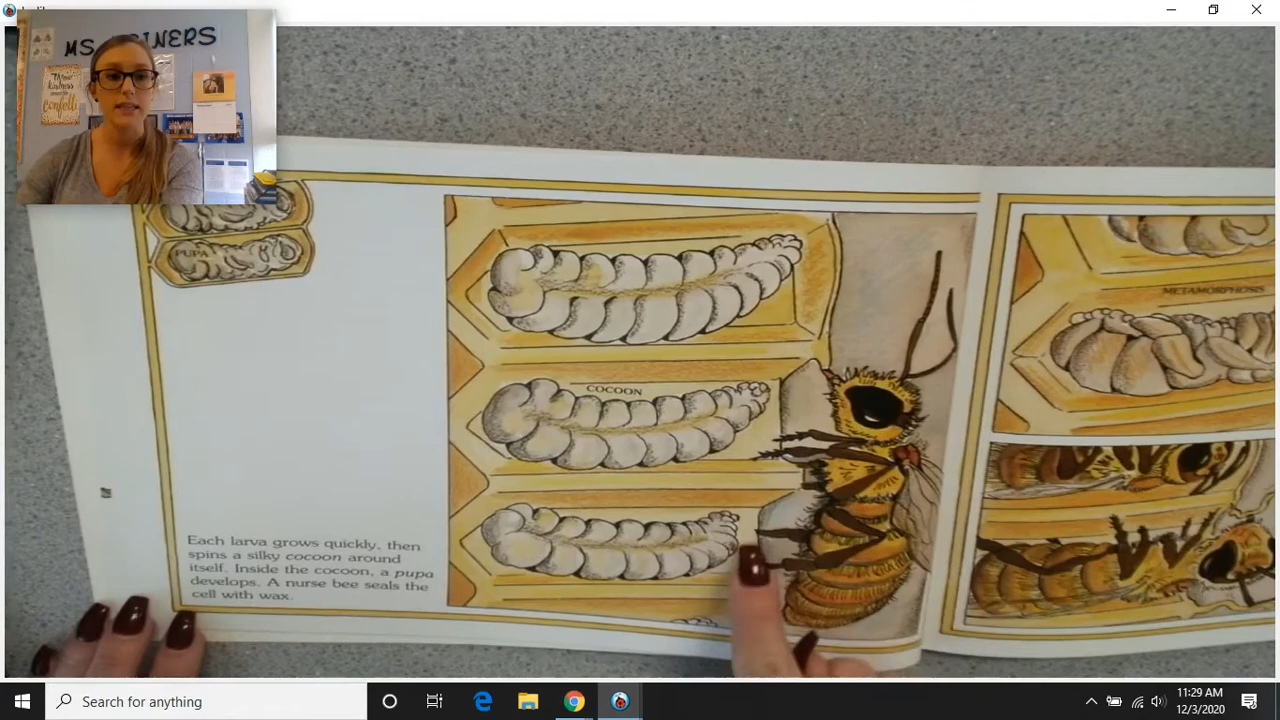 MS
confetti
PUPA
COCOON
METAMORPHOSIS
Each larva grows quickly, then
spins a silky cocoon around
itself. Inside the cocoon, a pupa
develops. A nurse bee seals the
cell with wax.
Search for anything
11:29 AM
12/3/2020